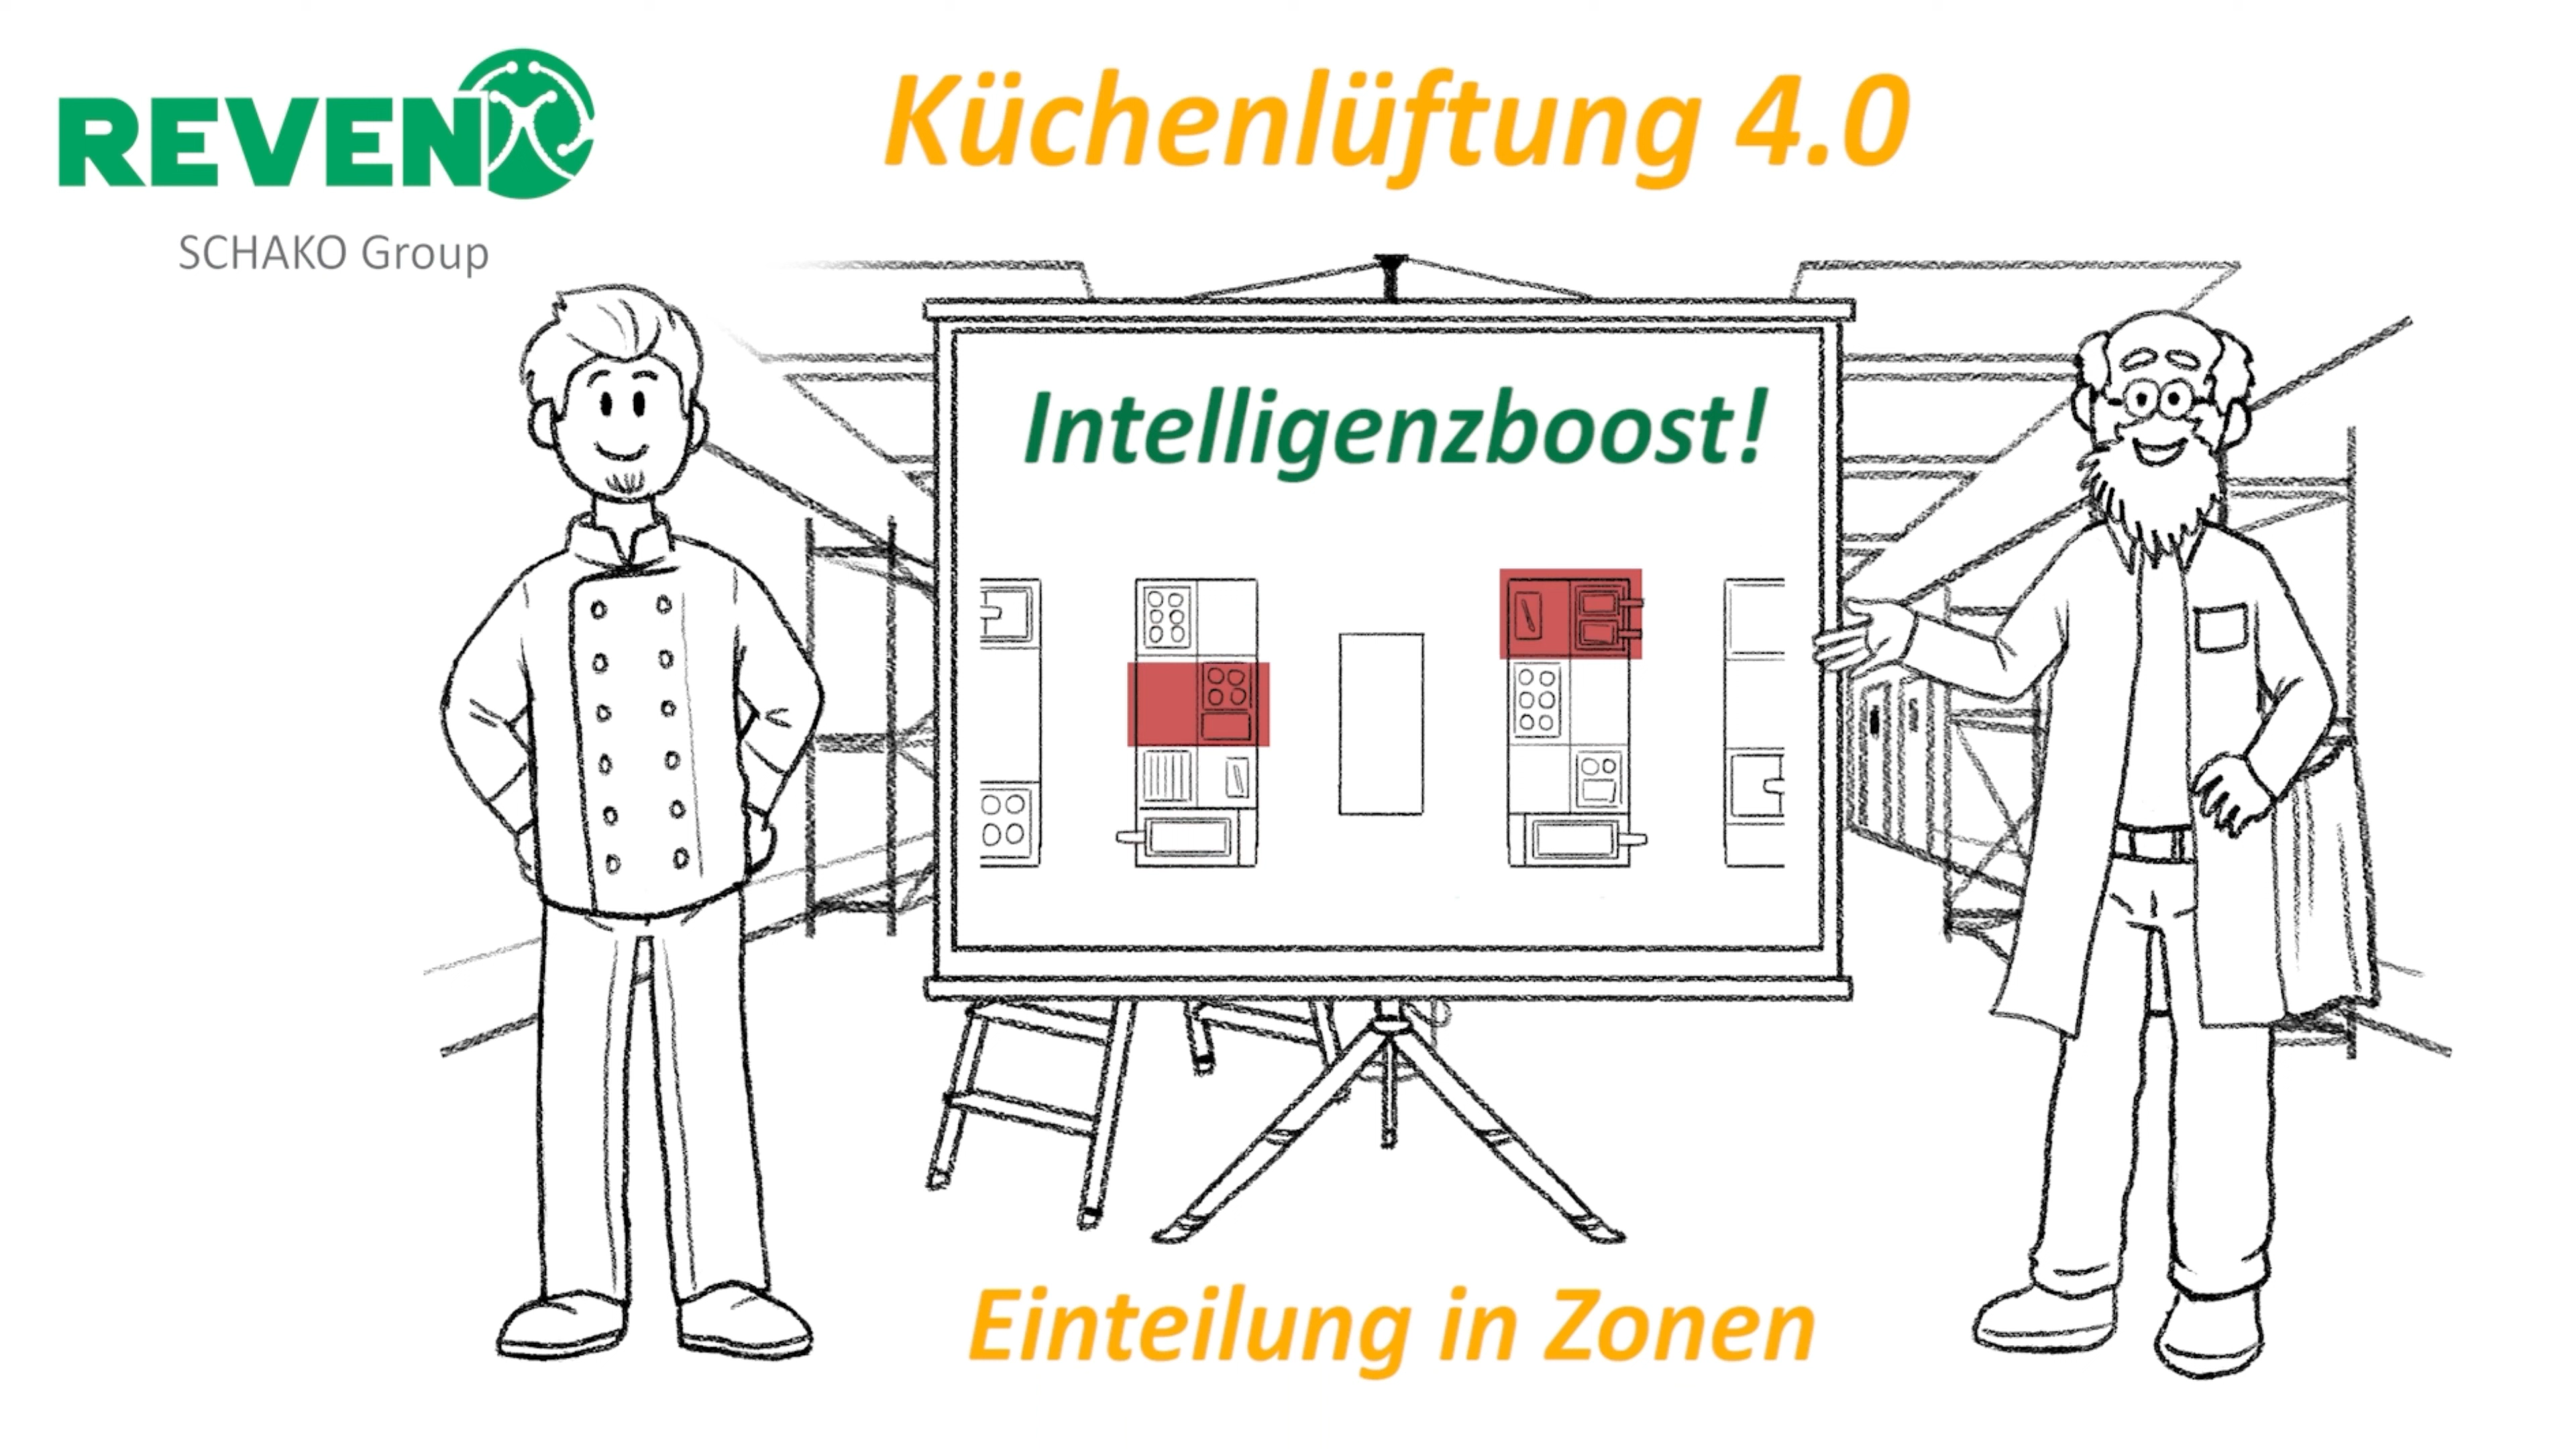 REVEN
SCHAKO Group
Küchenlüftung 4.0
Intelligenzboost!
Einteilung in Zonen